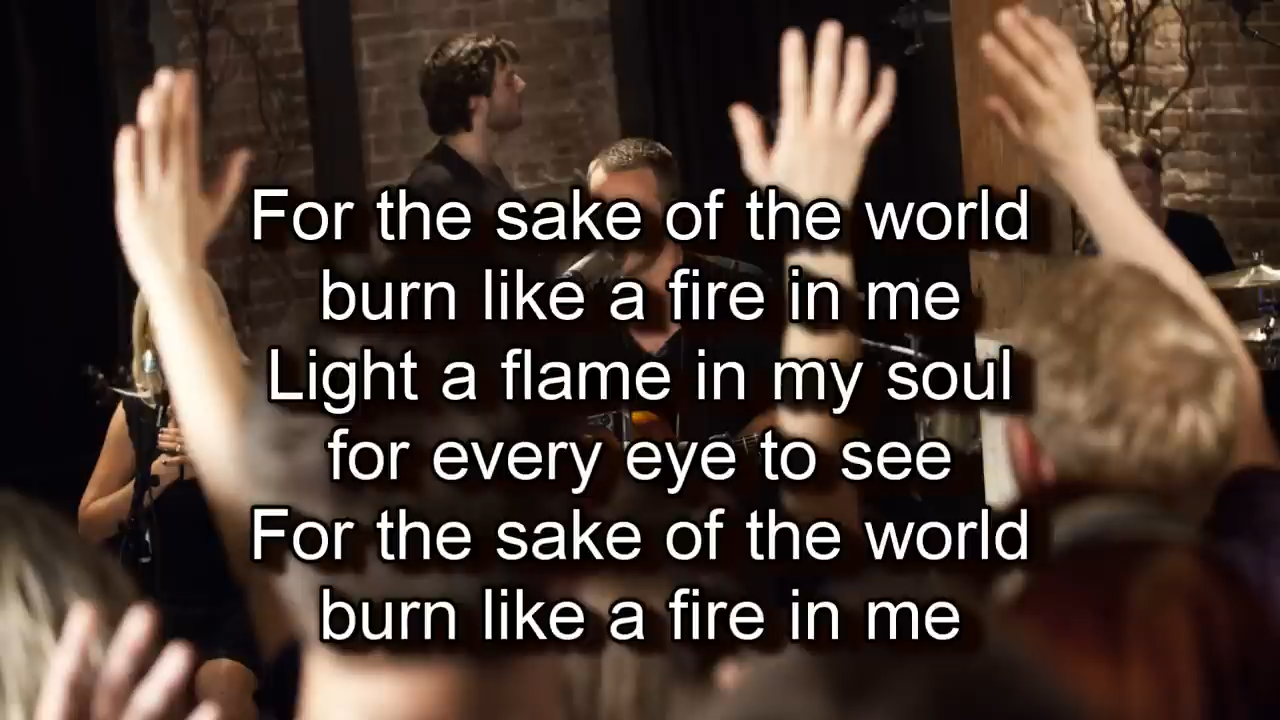 For the sake of the world
burn like a fire in me
Light a flame in my soul
for every eye to see
For the sake of the world
burn like a fire in me